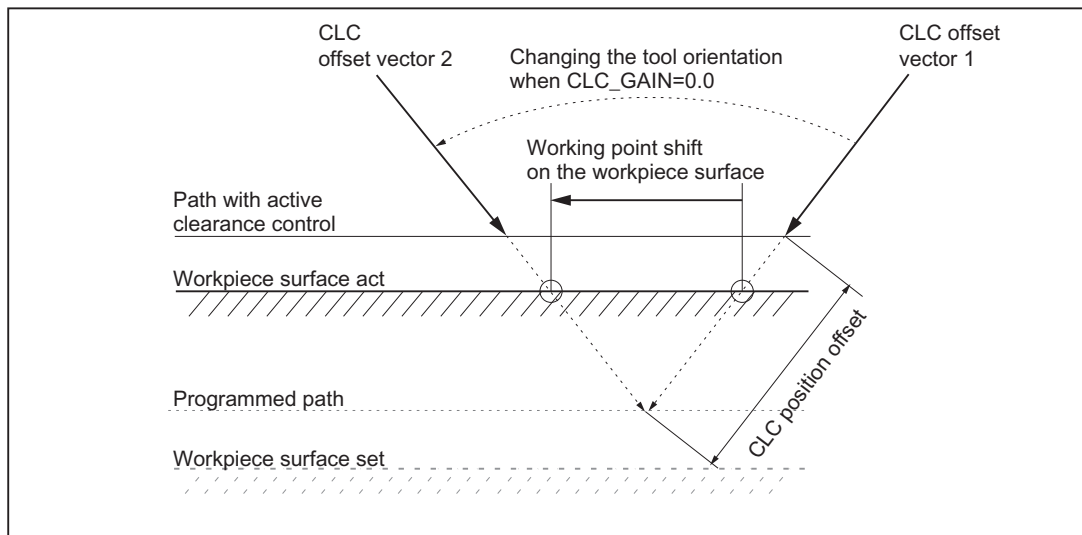 CLC
offset vector 2
CLC offset
vector 1
Changing the tool orientation
when CLC_GAIN=0.0
Working point shift
on the workpiece surface
Path with active
clearance control
Workpiece surface act
CLC position offset
Programmed path
Workpiece surface set